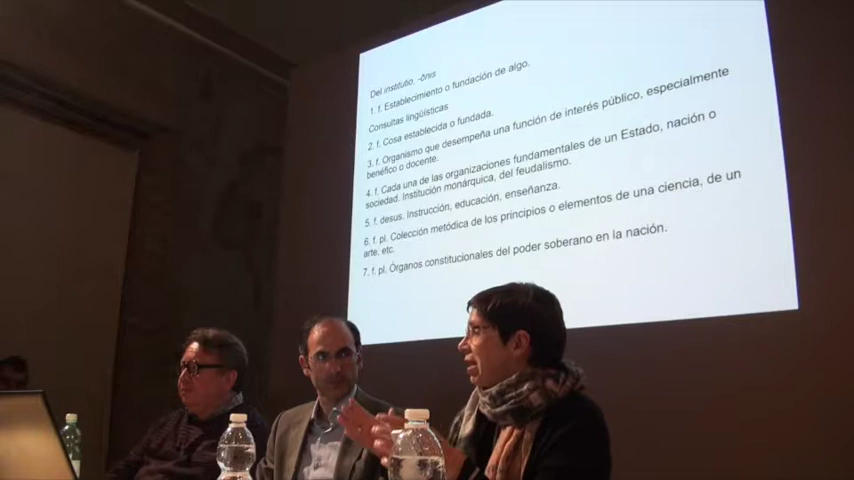 Del institutio, -ōnis
1. f. Establecimiento o fundación de algo.
Consultas lingüísticas
2. f. Cosa establecida o fundada.
3. f. Organismo que desempeña una función de interés público, especialmente
benéfico o docente.
4. f. Cada una de las organizaciones fundamentales de un Estado, nación o
sociedad. Institución monárquica, del feudalismo.
5. f. desus. Instrucción, educación, enseñanza.
6. f. pl. Colección metódica de los principios o elementos de una ciencia, de un
arte, etc.
7. f. pl. Órganos constitucionales del poder soberano en la nación.